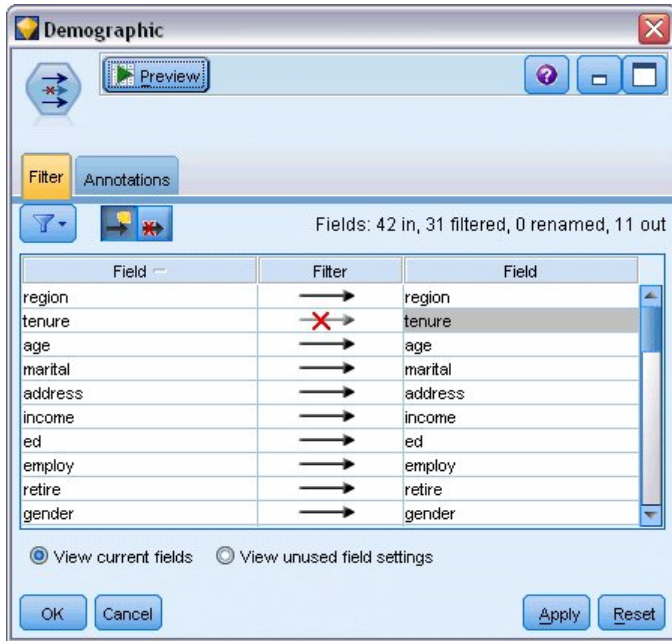 Demographic
Preview
Filter
Annotations
Fields: 42 in, 31 filtered, 0 renamed, 11 out
Field Filter Field
region region
tenure tenure
age age
marital marital
address address
income income
ed ed
employ employ
retire retire
gender gender
View current fields View unused field settings
OK Cancel Apply Reset